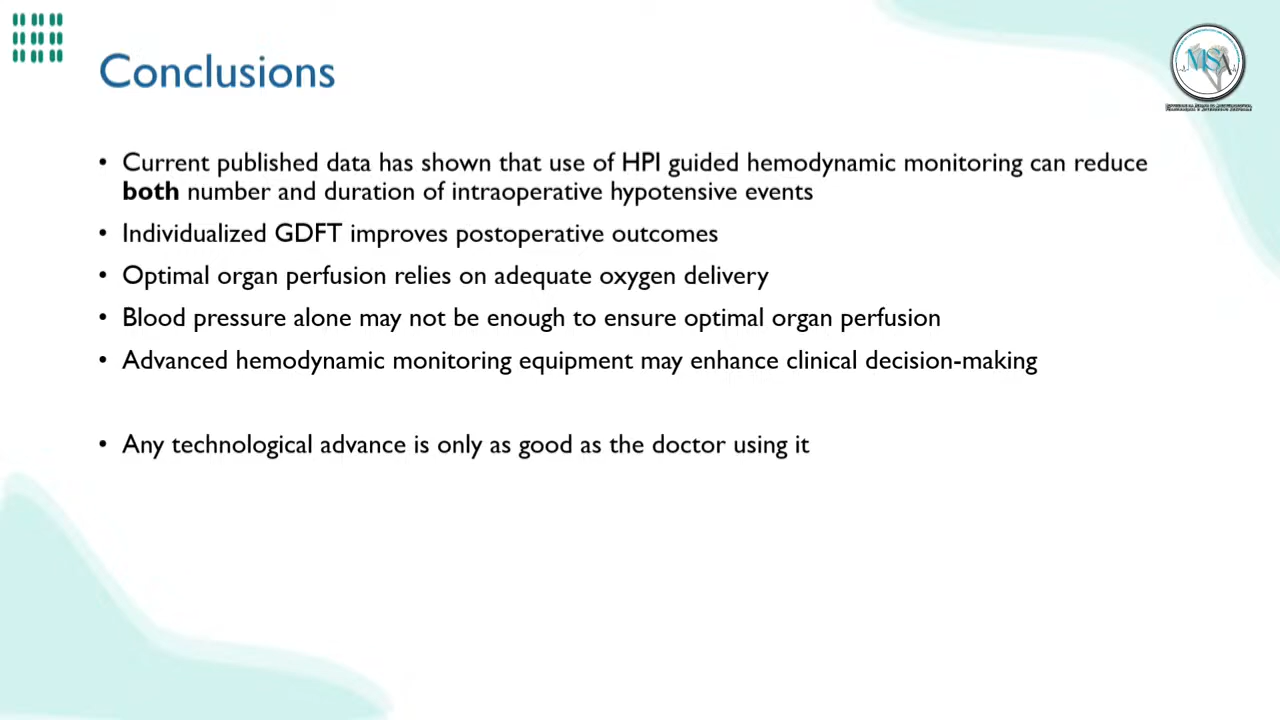 Conclusions
MSA
• Current published data has shown that use of HPI guided hemodynamic monitoring can reduce
both number and duration of intraoperative hypotensive events
• Individualized GDFT improves postoperative outcomes
• Optimal organ perfusion relies on adequate oxygen delivery
• Blood pressure alone may not be enough to ensure optimal organ perfusion
• Advanced hemodynamic monitoring equipment may enhance clinical decision-making
• Any technological advance is only as good as the doctor using it